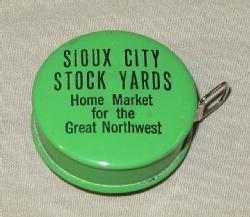 SIOUX CITY
STOCK YARDS
Home Market
for the
Great Northwest